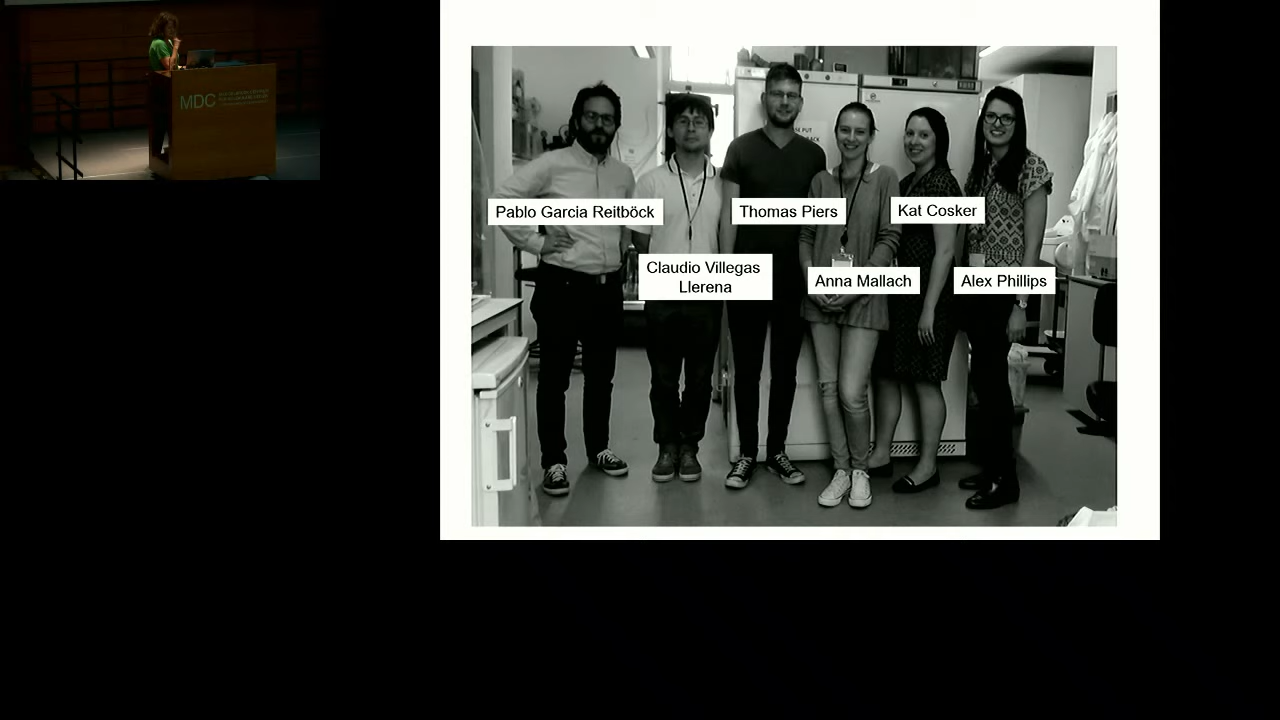 MDC
Pablo Garcia Reitböck
Thomas Piers
Kat Cosker
Claudio Villegas
Llerena
Anna Mallach
Alex Phillips